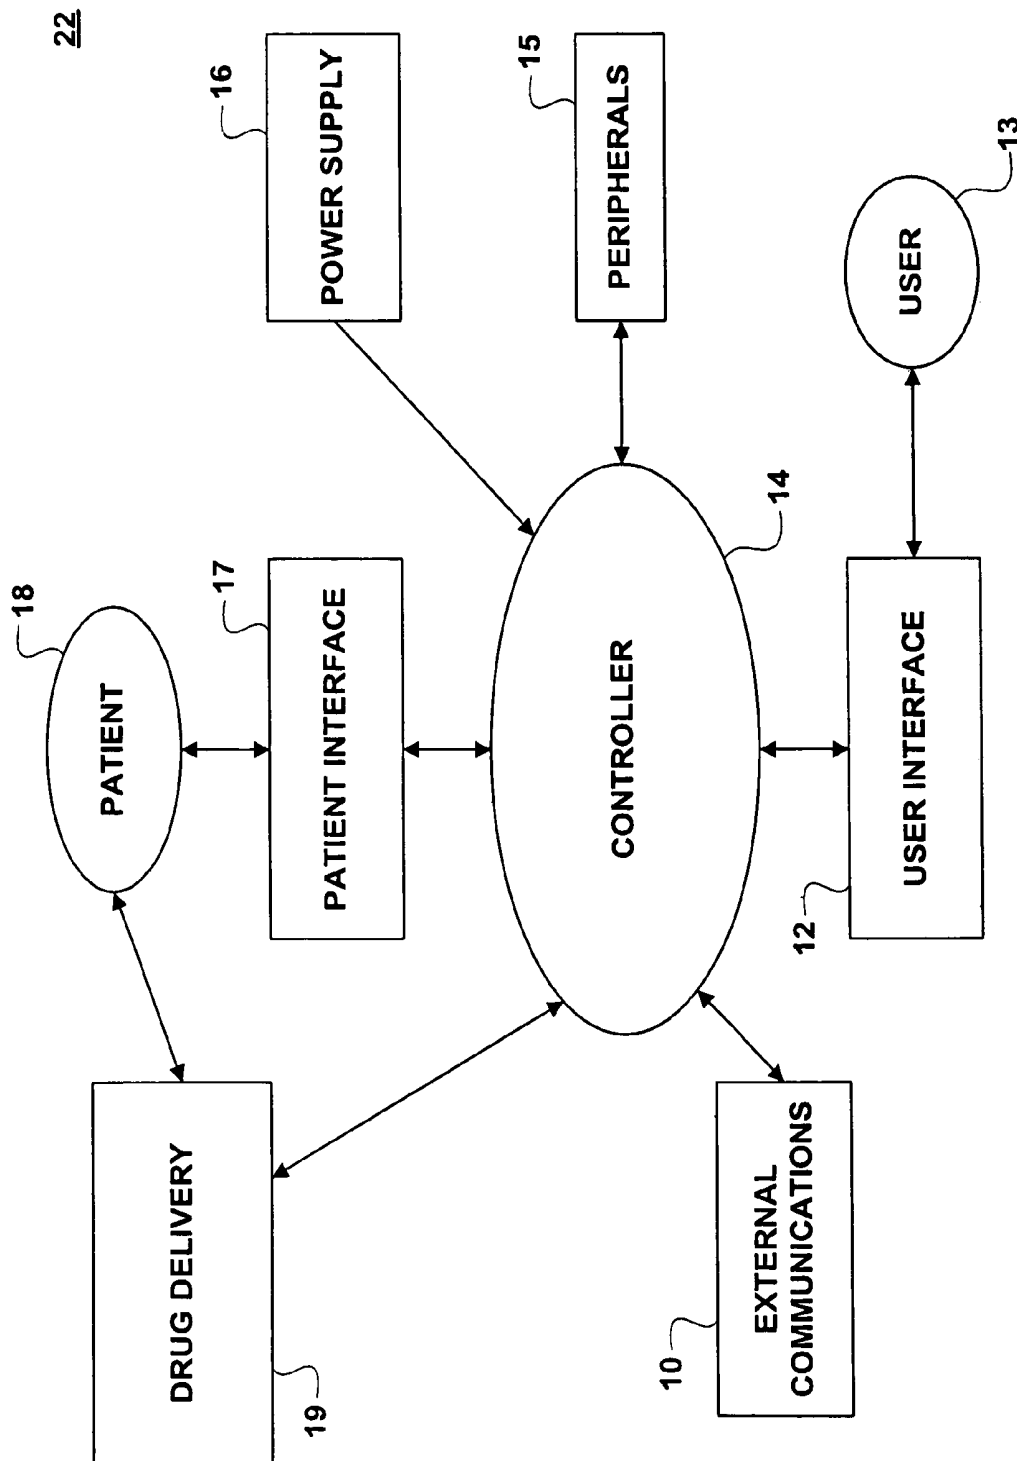 22
18
PATIENT
16
POWER SUPPLY
17
PATIENT INTERFACE
DRUG DELIVERY
19
15
PERIPHERALS
CONTROLLER
14
10
EXTERNAL
COMMUNICATIONS
12
USER INTERFACE
USER
13